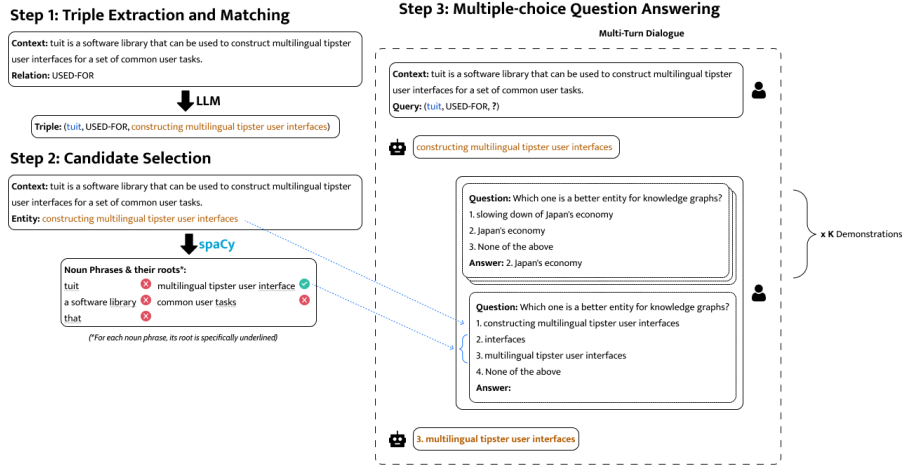 Step 1: Triple Extraction and Matching
Context: tuit is a software library that can be used to construct multilingual tipster
user interfaces for a set of common user tasks.
Relation: USED-FOR
LLM
Triple: (tuit, USED-FOR, constructing multilingual tipster user interfaces)
Step 2: Candidate Selection
Context: tuit is a software library that can be used to construct multilingual tipster
user interfaces for a set of common user tasks.
Entity: constructing multilingual tipster user interfaces
spaCy
Noun Phrases & their roots*:
tuit
multilingual tipster user interface
a software library
common user tasks
that
(*For each noun phrase, its root is specifically underlined)
Step 3: Multiple-choice Question Answering
Multi-Turn Dialogue
Context: tuit is a software library that can be used to construct multilingual tipster
user interfaces for a set of common user tasks.
Query: (tuit, USED-FOR, ?)
constructing multilingual tipster user interfaces
Question: Which one is a better entity for knowledge graphs?
1. slowing down of Japan's economy
2. Japan's economy
3. None of the above
Answer: 2. Japan's economy
x K Demonstrations
Question: Which one is a better entity for knowledge graphs?
1. constructing multilingual tipster user interfaces
2. interfaces
3. multilingual tipster user interfaces
4. None of the above
Answer:
3. multilingual tipster user interfaces